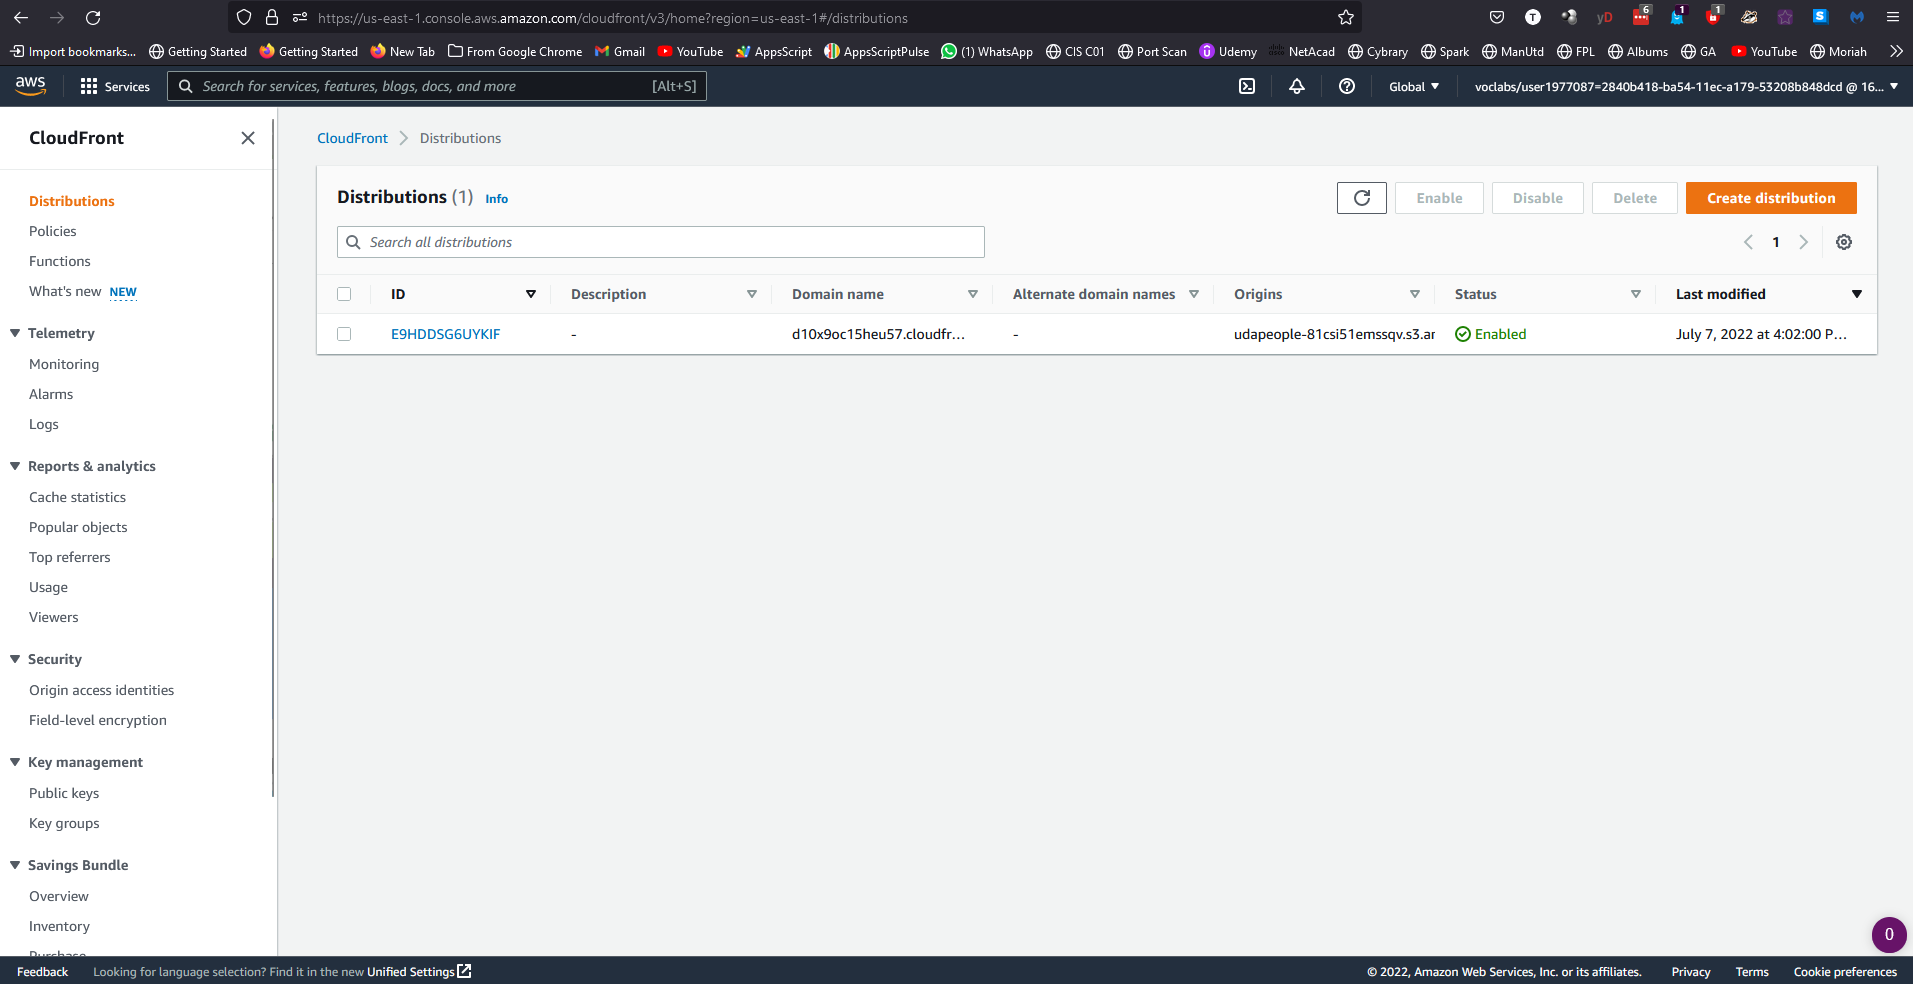 https://us-east-1.console.aws.amazon.com/cloudfront/v3/home?region=us-east-1#/distributions
T yD 6 1 1 S
Import bookmarks... Getting Started Getting Started New Tab From Google Chrome Gmail YouTube AppsScript AppsScriptPulse (1) WhatsApp CIS C01 Port Scan Udemy NetAcad Cybrary Spark ManUtd FPL Albums GA YouTube Moriah
aws Services Search for services, features, blogs, docs, and more [Alt+S] Global voclabs/user1977087=2840b418-ba54-11ec-a179-53208b848dcd @ 16...
CloudFront
Distributions
Policies
Functions
What's new NEW
Telemetry
Monitoring
Alarms
Logs
Reports & analytics
Cache statistics
Popular objects
Top referrers
Usage
Viewers
Security
Origin access identities
Field-level encryption
Key management
Public keys
Key groups
Savings Bundle
Overview
Inventory
Purchase
CloudFront Distributions
Distributions (1) Info Enable Disable Delete Create distribution
Search all distributions 1
ID Description Domain name Alternate domain names Origins Status Last modified
E9HDDSG6UYKIF - d10x9oc15heu57.cloudfr... - udapeople-81csi51emssqv.s3.ar Enabled July 7, 2022 at 4:02:00 P...
0
Feedback Looking for language selection? Find it in the new Unified Settings © 2022, Amazon Web Services, Inc. or its affiliates. Privacy Terms Cookie preferences